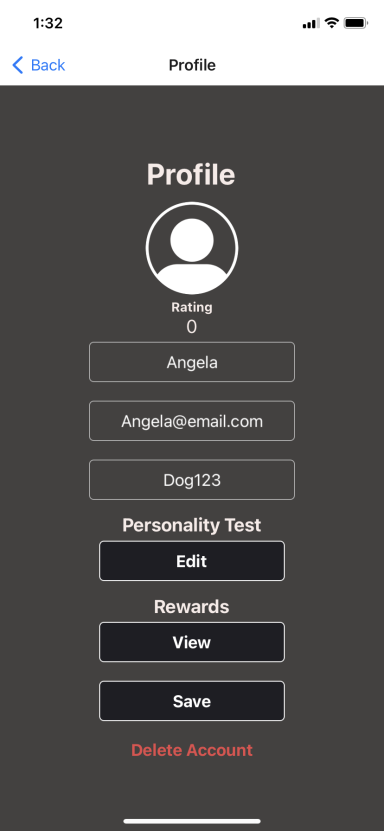 1:32
Back
Profile
Profile
Rating
0
Angela
Angela@email.com
Dog123
Personality Test
Edit
Rewards
View
Save
Delete Account